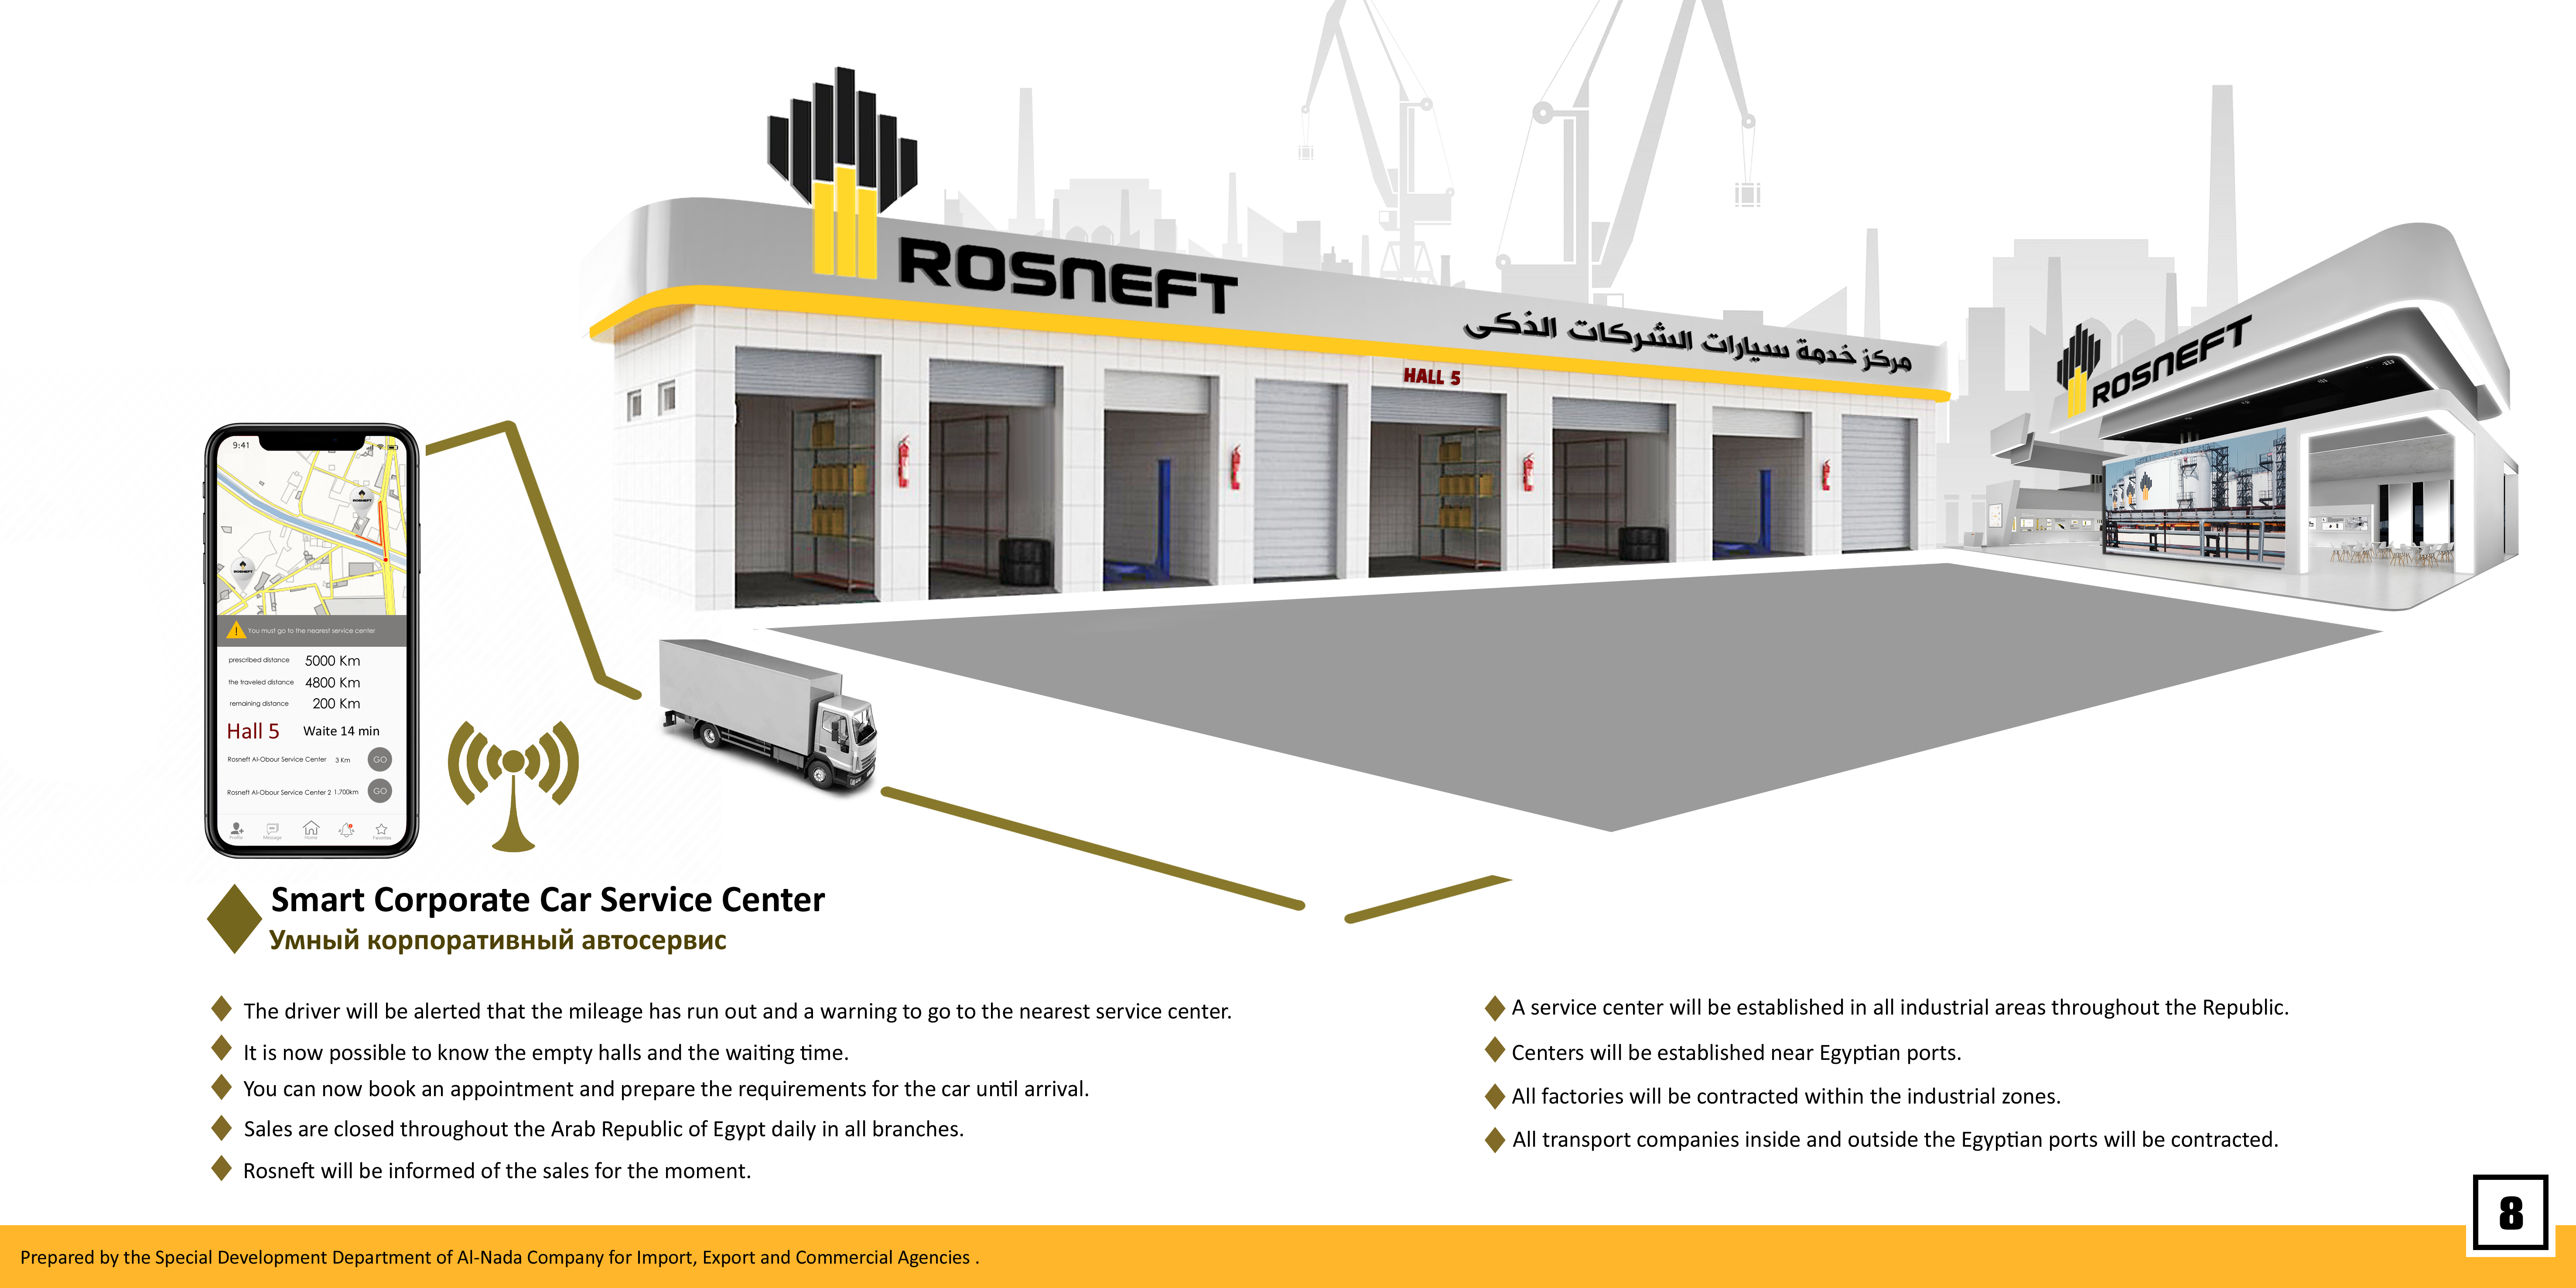 ROSNEFT
مركز خدمة سيارات الشركات الذكى
HALL 5
ROSNEFT
9:41
ROSNEFT
ROSNEFT
You must go to the nearest service center
prescribed distance 5000 Km
the traveled distance 4800 Km
remaining distance 200 Km
Hall 5 Waite 14 min
Rosneft Al-Obour Service Center 3 Km GO
Rosneft Al-Obour Service Center 2 1.700km GO
Profile Message Home Favorites
Smart Corporate Car Service Center
Умный корпоративный автосервис
The driver will be alerted that the mileage has run out and a warning to go to the nearest service center.
It is now possible to know the empty halls and the waiting time.
You can now book an appointment and prepare the requirements for the car until arrival.
Sales are closed throughout the Arab Republic of Egypt daily in all branches.
Rosneft will be informed of the sales for the moment.
A service center will be established in all industrial areas throughout the Republic.
Centers will be established near Egyptian ports.
All factories will be contracted within the industrial zones.
All transport companies inside and outside the Egyptian ports will be contracted.
8
Prepared by the Special Development Department of Al-Nada Company for Import, Export and Commercial Agencies .